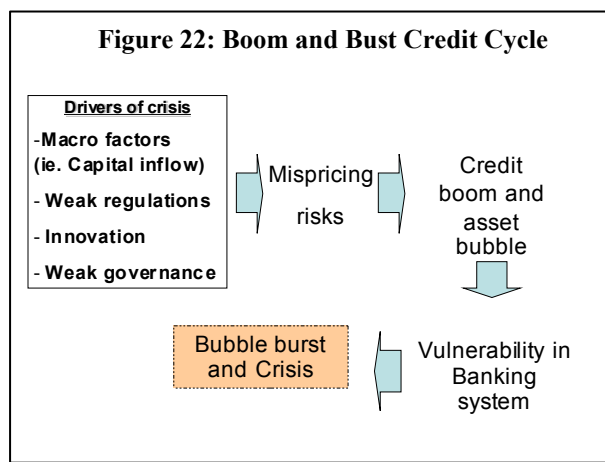 Figure 22: Boom and Bust Credit Cycle
Drivers of crisis
-Macro factors
(ie. Capital inflow)
- Weak regulations
- Innovation
- Weak governance
Mispricing
risks
Credit
boom and
asset
bubble
Vulnerability in
Banking
system
Bubble burst
and Crisis